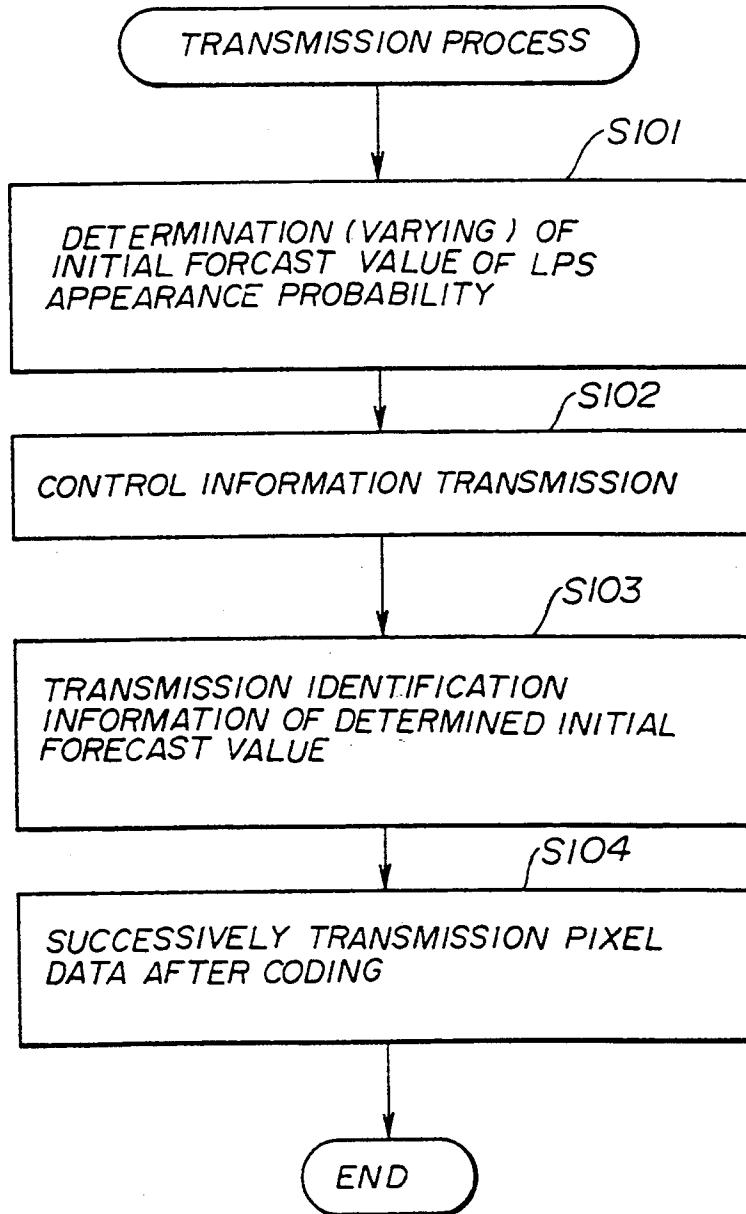 TRANSMISSION PROCESS
S101
DETERMINATION (VARYING) OF
INITIAL FORCAST VALUE OF LPS
APPEARANCE PROBABILITY
S102
CONTROL INFORMATION TRANSMISSION
S103
TRANSMISSION IDENTIFICATION
INFORMATION OF DETERMINED INITIAL
FORECAST VALUE
S104
SUCCESSIVELY TRANSMISSION PIXEL
DATA AFTER CODING
END